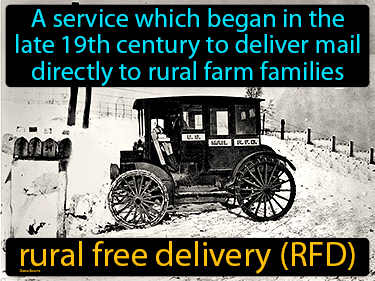 A service which began in the
late 19th century to deliver mail
directly to rural farm families
U. S.
MAIL R.F.D.
rural free delivery (RFD)